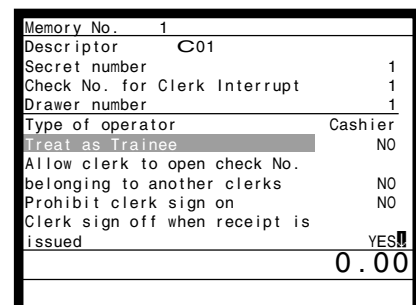 Memory No. 1
Descriptor C01
Secret number 1
Check No. for Clerk Interrupt 1
Drawer number 1
Type of operator Cashier
Treat as Trainee NO
Allow clerk to open check No.
belonging to another clerks NO
Prohibit clerk sign on NO
Clerk sign off when receipt is
issued YES
0.00